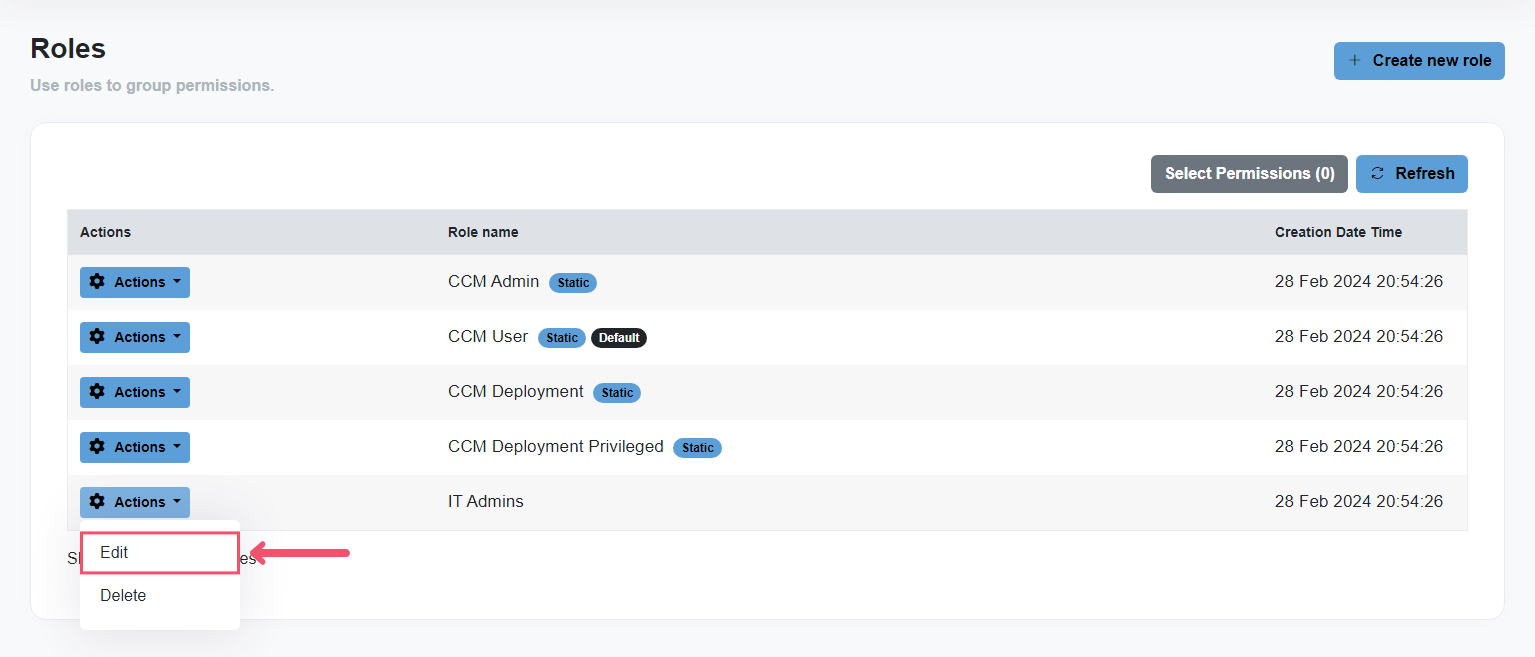 Roles
Use roles to group permissions.
Create new role
Select Permissions (0) Refresh
Actions Role name Creation Date Time
Actions CCM Admin Static 28 Feb 2024 20:54:26
Actions CCM User Static Default 28 Feb 2024 20:54:26
Actions CCM Deployment Static 28 Feb 2024 20:54:26
Actions CCM Deployment Privileged Static 28 Feb 2024 20:54:26
Actions IT Admins 28 Feb 2024 20:54:26
Edit
Delete